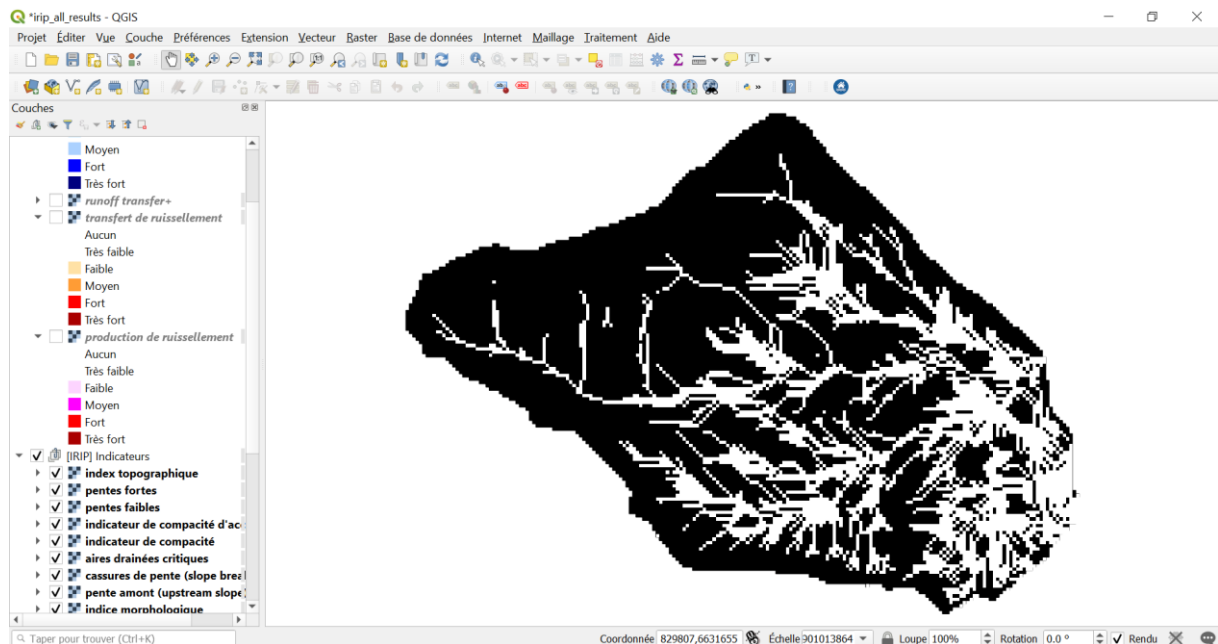 *irip_all_results - QGIS
Projet Éditer Vue Couche Préférences Extension Vecteur Raster Base de données Internet Maillage Traitement Aide
Couches
Moyen
Fort
Très fort
runoff transfer+
transfert de ruissellement
Aucun
Très faible
Faible
Moyen
Fort
Très fort
production de ruissellement
Aucun
Très faible
Faible
Moyen
Fort
Très fort
[IRIP] Indicateurs
index topographique
pentes fortes
pentes faibles
indicateur de compacité d'ac
indicateur de compacité
aires drainées critiques
cassures de pente (slope brea
pente amont (upstream slope)
indice morphologique
Taper pour trouver (Ctrl+K) Coordonnée 829807,6631655 Échelle 901013864 Loupe 100% Rotation 0.0 ° Rendu